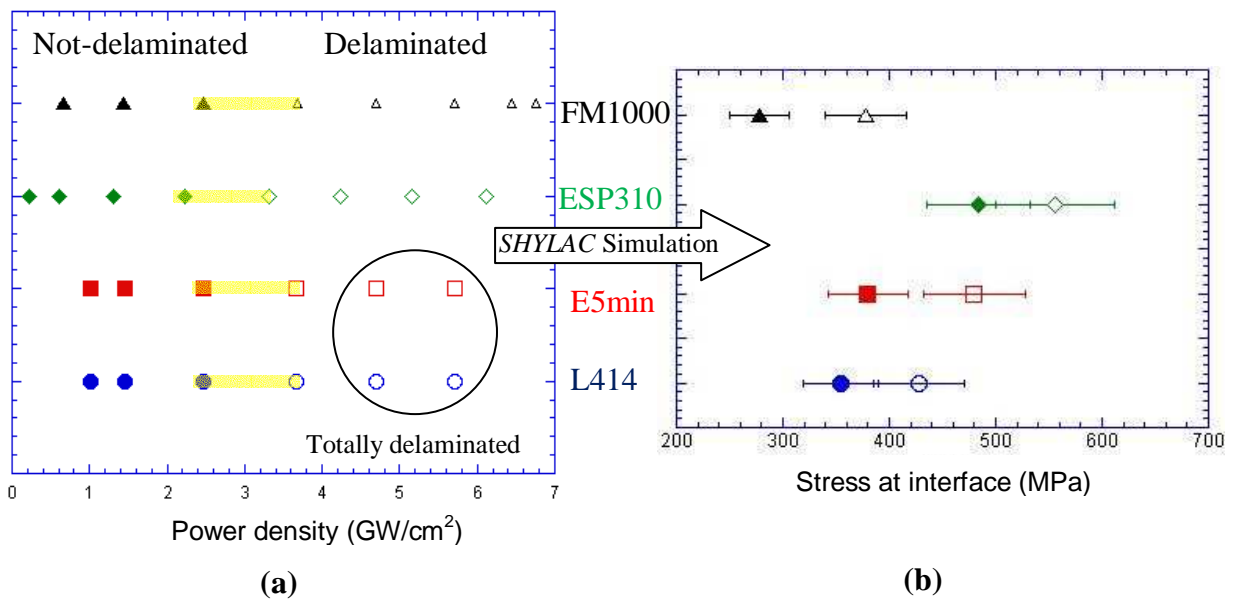 Not-delaminated Delaminated
FM1000
ESP310
SHYLAC Simulation
E5min
L414
Totally delaminated
0 1 2 3 4 5 6 7
Power density (GW/cm²)
(a)
200 300 400 500 600 700
Stress at interface (MPa)
(b)